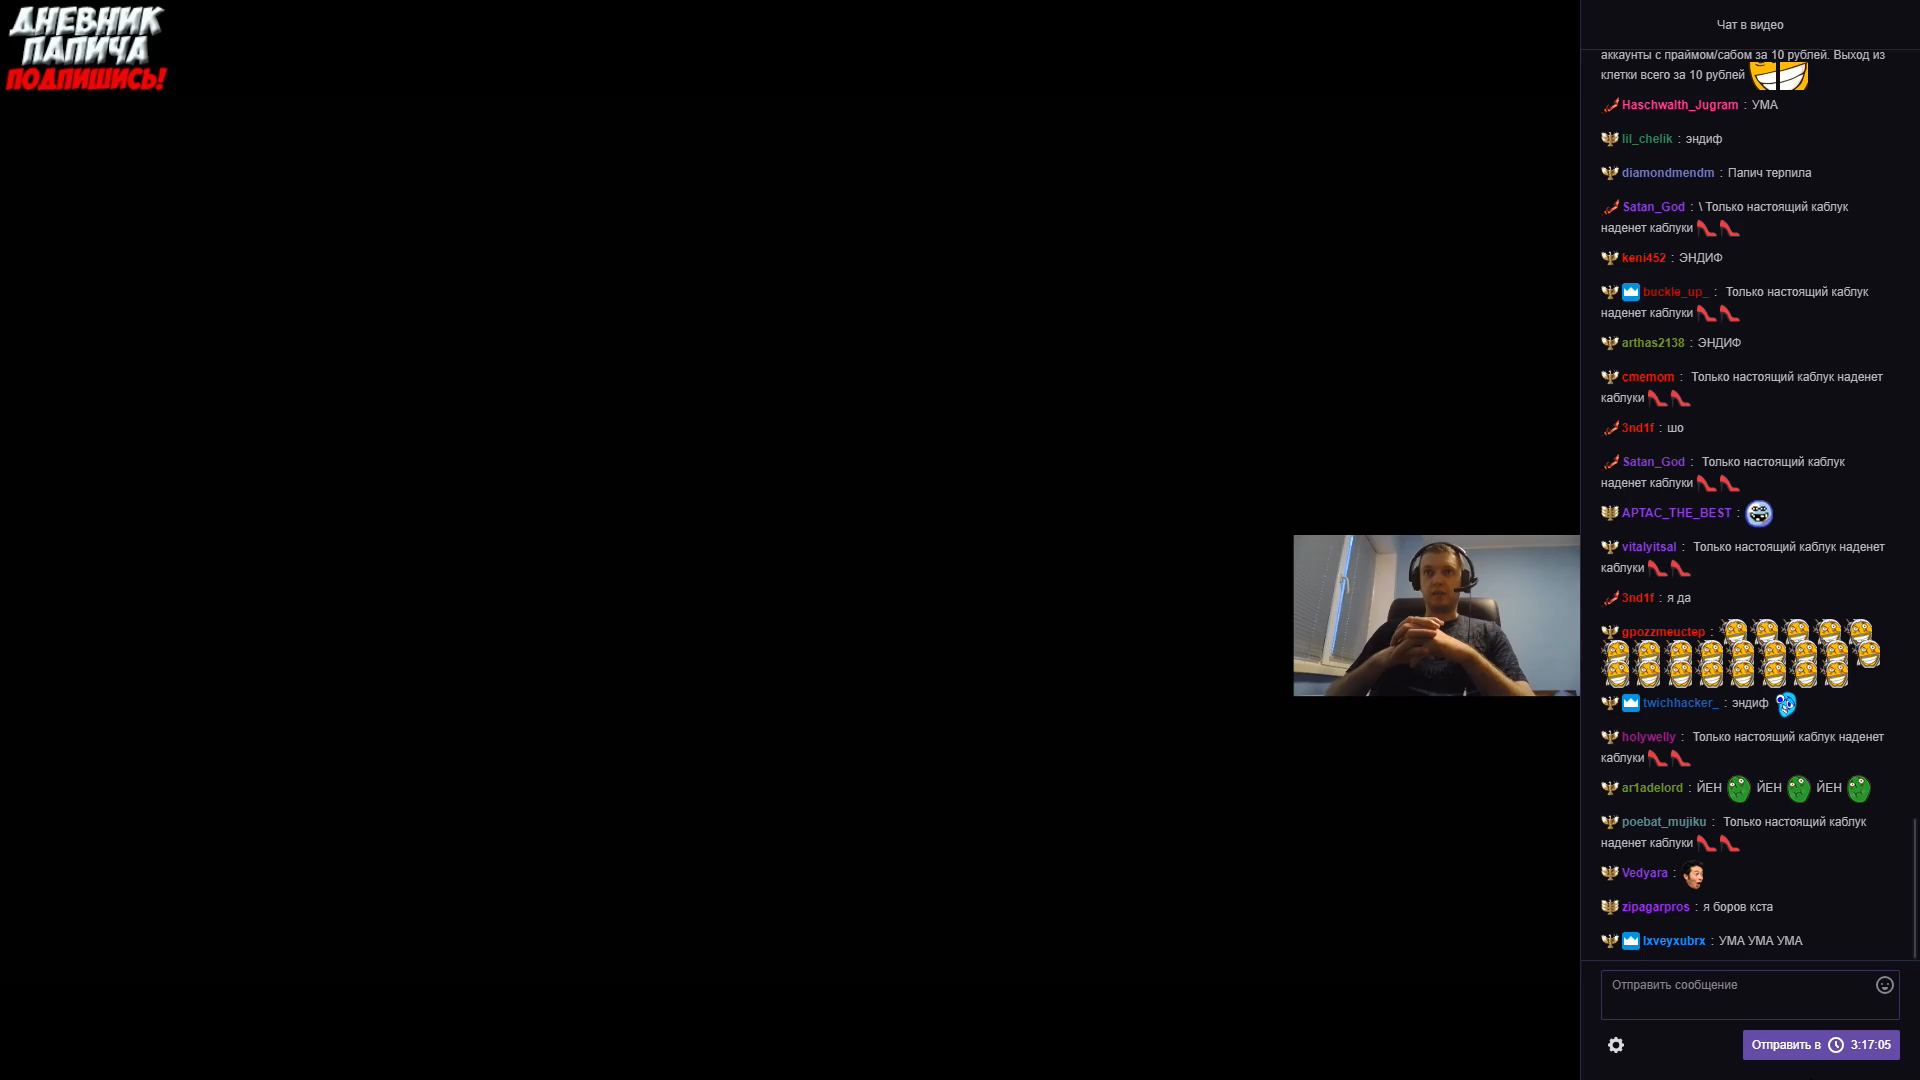 ДНЕВНИК
ПАПИЧА
ПОДПИШИСЬ!
Чат в видео
аккаунты с праймом/сабом за 10 рублей. Выход из
клетки всего за 10 рублей
Haschwalth_Jugram : УМА
lil_chelik : эндиф
diamondmendm : Папич терпила
Satan_God : \ Только настоящий каблук
наденет каблуки
keni452 : ЭНДИФ
buckle_up_ : Только настоящий каблук
наденет каблуки
arthas2138 : ЭНДИФ
cmemom : Только настоящий каблук наденет
каблуки
3nd1f : шо
Satan_God : Только настоящий каблук
наденет каблуки
APTAC_THE_BEST :
vitalyitsal : Только настоящий каблук наденет
каблуки
3nd1f : я да
gpozzmeuctep :
twichhacker_ : эндиф
holywelly : Только настоящий каблук наденет
каблуки
ar1adelord : ЙЕН ЙЕН ЙЕН
poebat_mujiku : Только настоящий каблук
наденет каблуки
Vedyara :
zipagarpros : я боров кста
lxveyxubrx : УМА УМА УМА
Отправить сообщение
Отправить в 3:17:05